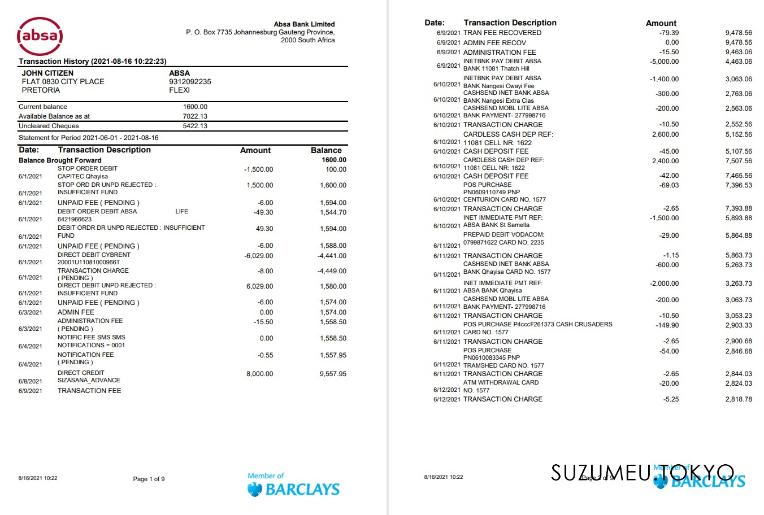 absa
Absa Bank Limited
P. O. Box 7735 Johannesburg Gauteng Province,
2000 South Africa
Transaction History (2021-08-16 10:22:23)
JOHN CITIZEN ABSA
FLAT 0830 CITY PLACE 9312092235
PRETORIA FLEXI
Current balance 1600.00
Available Balance as at 7022.13
Uncleared Cheques 5422.13
Statement for Period 2021-06-01 - 2021-08-16
Date: Transaction Description Amount Balance
Balance Brought Forward 1600.00
STOP ORDER DEBIT -1,500.00 100.00
6/1/2021 CAPITEC Qhayisa
STOP ORD DR UNPD REJECTED : 1,500.00 1,600.00
6/1/2021 INSUFFICIENT FUND
6/1/2021 UNPAID FEE ( PENDING ) -6.00 1,594.00
DEBIT ORDER DEBIT ABSA LIFE -49.30 1,544.70
6/1/2021 6421966623
DEBIT ORDR DR UNPD REJECTED : INSUFFICIENT 49.30 1,594.00
6/1/2021 FUND
6/1/2021 UNPAID FEE ( PENDING ) -6.00 1,588.00
DIRECT DEBIT CYBRENT -6,029.00 -4,441.00
6/1/2021 20001U1108100096
TRANSACTION CHARGE -8.00 -4,449.00
6/1/2021 ( PENDING )
DIRECT DEBIT UNPD REJECTED : 6,029.00 1,580.00
6/1/2021 INSUFFICIENT FUND
6/1/2021 UNPAID FEE ( PENDING ) -6.00 1,574.00
6/3/2021 ADMIN FEE 0.00 1,574.00
ADMINISTRATION FEE -15.50 1,558.50
6/3/2021 ( PENDING )
NOTIFIC FEE SMS SMS 0.00 1,558.50
6/4/2021 NOTIFICATIONS = 0001
NOTIFICATION FEE -0.55 1,557.95
6/4/2021 ( PENDING )
DIRECT CREDIT 8,000.00 9,557.95
6/8/2021 SIZASANA_ADVANCE
6/9/2021 TRANSACTION FEE
8/16/2021 10:22 Page 1 of 9
Member of
BARCLAYS
Date: Transaction Description Amount
6/9/2021 TRAN FEE RECOVERED -79.39 9,478.56
6/9/2021 ADMIN FEE RECOV 0.00 9,478.56
6/9/2021 ADMINISTRATION FEE -15.50 9,463.06
INETBNK PAY DEBIT ABSA -5,000.00 4,463.06
6/9/2021 BANK 11081 Thatch Hill
INETBNK PAY DEBIT ABSA -1,400.00 3,063.06
6/10/2021 BANK Nangesi Owayi Fee
CASHSEND INET BANK ABSA -300.00 2,763.06
6/10/2021 BANK Nangesi Extra Clas
CASHSEND MOBL LITE ABSA -200.00 2,563.06
6/10/2021 BANK PAYMENT- 277998716
6/10/2021 TRANSACTION CHARGE -10.50 2,552.56
CARDLESS CASH DEP REF: 2,600.00 5,152.56
6/10/2021 11081 CELL NR: 1622
6/10/2021 CASH DEPOSIT FEE -45.00 5,107.56
CARDLESS CASH DEP REF: 2,400.00 7,507.56
6/10/2021 11081 CELL NR: 1622
6/10/2021 CASH DEPOSIT FEE -42.00 7,465.56
POS PURCHASE -69.03 7,396.53
PN0609110749 PNP
6/10/2021 CENTURION CARD NO. 1577
6/10/2021 TRANSACTION CHARGE -2.65 7,393.88
INET IMMEDIATE PMT REF: -1,500.00 5,893.88
6/10/2021 ABSA BANK St Semella
PREPAID DEBIT VODACOM: -29.00 5,864.88
0799871622 CARD NO. 2235
6/11/2021 TRANSACTION CHARGE -1.15 5,863.73
CASHSEND INET BANK ABSA -600.00 5,263.73
6/11/2021 BANK Qhayisa CARD NO. 1577
INET IMMEDIATE PMT REF: -2,000.00 3,263.73
6/11/2021 ABSA BANK Qhayisa
CASHSEND MOBL LITE ABSA -200.00 3,063.73
6/11/2021 BANK PAYMENT- 277998716
6/11/2021 TRANSACTION CHARGE -10.50 3,053.23
POS PURCHASE CASH CRUSADERS -149.90 2,903.33
6/11/2021 CARD NO. 1577
6/11/2021 TRANSACTION CHARGE -2.65 2,900.68
POS PURCHASE -54.00 2,846.68
PN0610083345 PNP
6/11/2021 TRAMSHED CARD NO. 1577
6/11/2021 TRANSACTION CHARGE -2.65 2,844.03
ATM WITHDRAWAL CARD -20.00 2,824.03
6/12/2021 NO. 1577
6/12/2021 TRANSACTION CHARGE -5.25 2,818.78
8/16/2021 10:22
SUZUMEU.TOKYO
BARCLAYS